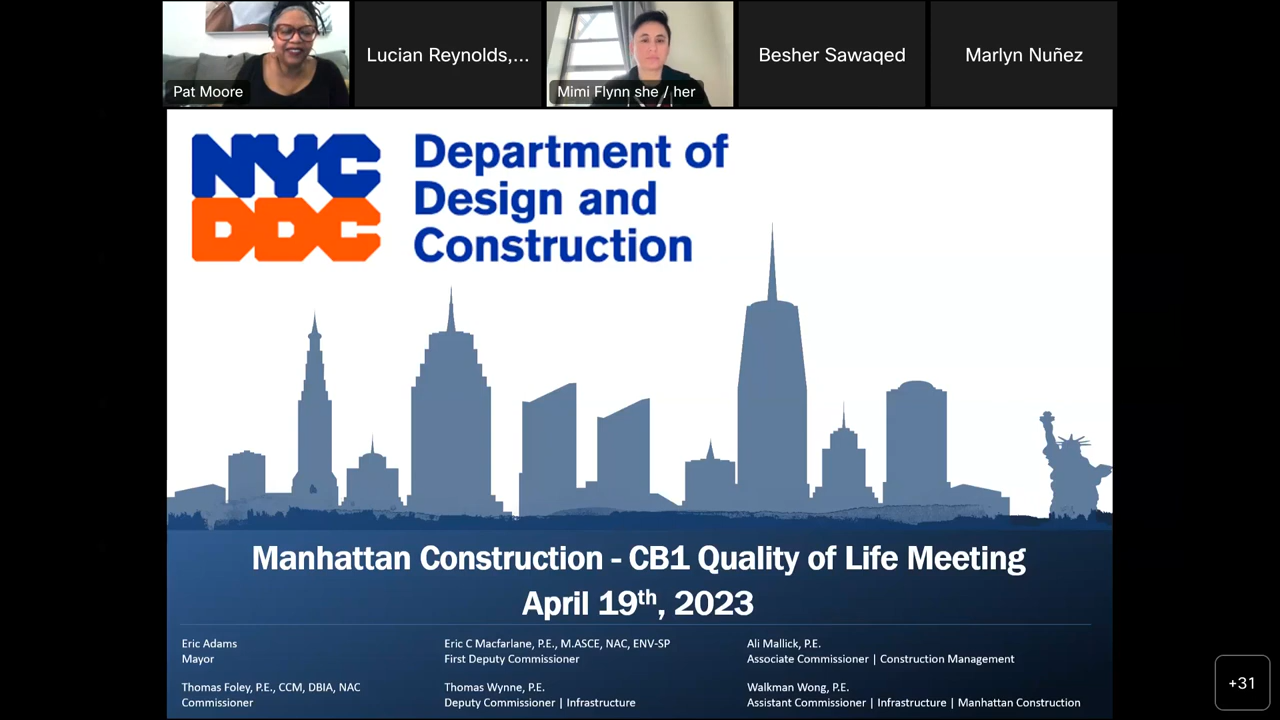 Pat Moore
Lucian Reynolds,...
Mimi Flynn she / her
Besher Sawaqed
Marlyn Nuñez
NYC
DDC
Department of
Design and
Construction
Manhattan Construction - CB1 Quality of Life Meeting
April 19th, 2023
Eric Adams
Mayor
Eric C Macfarlane, P.E., M.ASCE, NAC, ENV-SP
First Deputy Commissioner
Ali Mallick, P.E.
Associate Commissioner | Construction Management
Thomas Foley, P.E., CCM, DBIA, NAC
Commissioner
Thomas Wynne, P.E.
Deputy Commissioner | Infrastructure
Walkman Wong, P.E.
Assistant Commissioner | Infrastructure | Manhattan Construction
+31